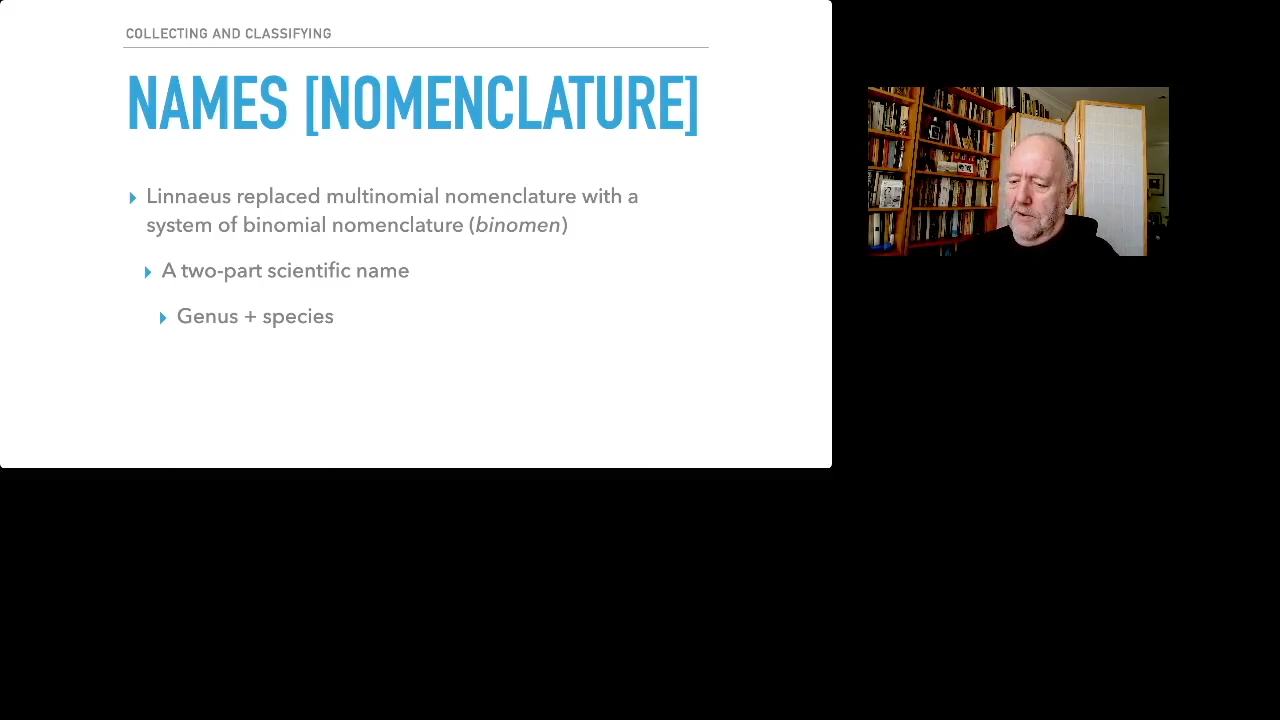 COLLECTING AND CLASSIFYING
NAMES [NOMENCLATURE]
Linnaeus replaced multinomial nomenclature with a
system of binomial nomenclature (binomen)
A two-part scientific name
Genus + species